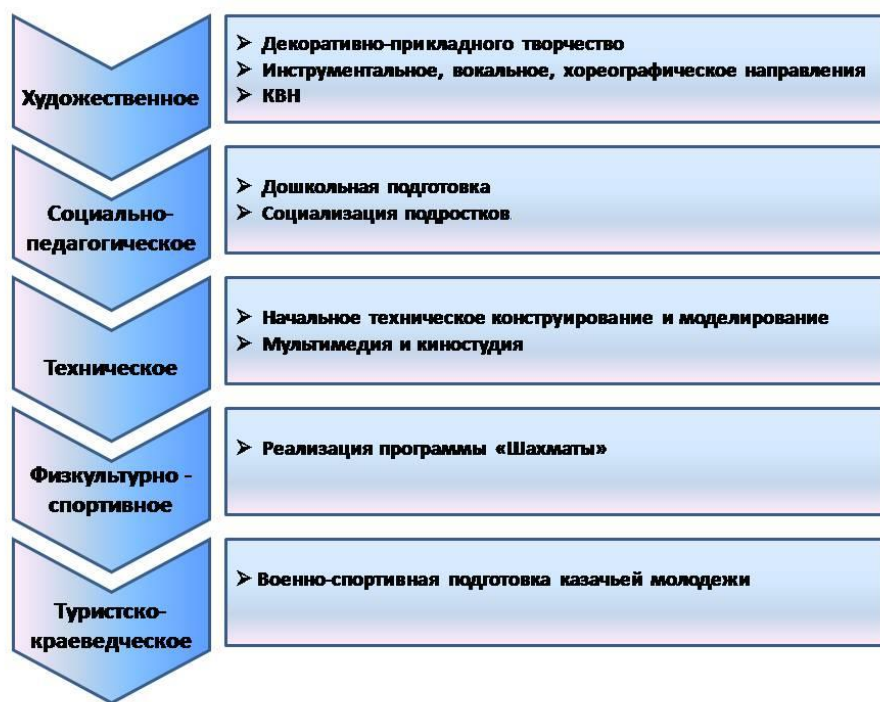 Художественное
➢ Декоративно-прикладного творчество
➢ Инструментальное, вокальное, хореографическое направления
➢ КВН
Социально-
педагогическое
➢ Дошкольная подготовка
➢ Социализация подростков
Техническое
➢ Начальное техническое конструирование и моделирование
➢ Мультимедия и киностудия
Физкультурно -
спортивное
➢ Реализация программы «Шахматы»
Туристско-
краеведческое
➢ Военно-спортивная подготовка казачьей молодежи